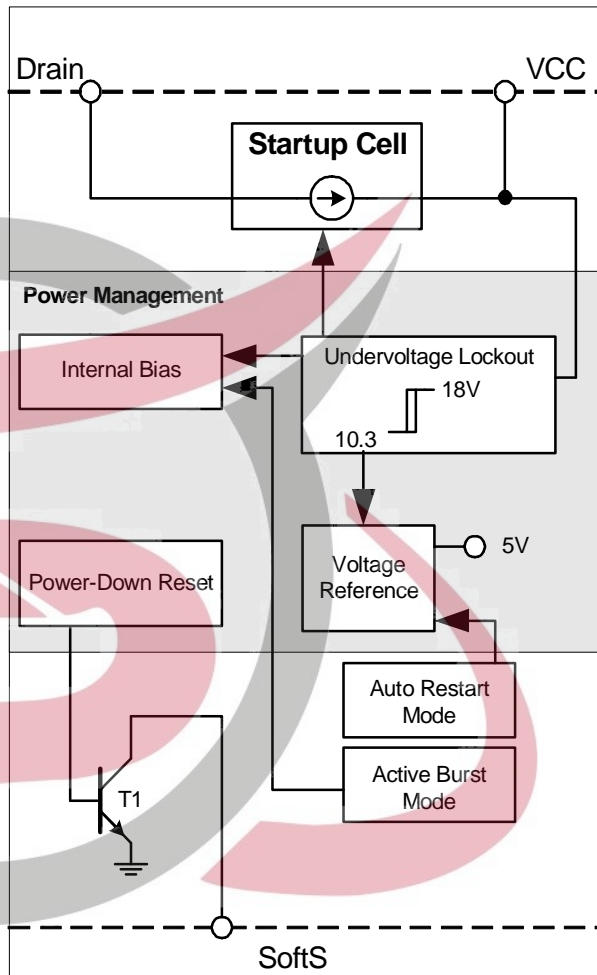 Drain
VCC
Startup Cell
Power Management
Internal Bias
Undervoltage Lockout
18V
10.3
Power-Down Reset
Voltage
Reference
5V
Auto Restart
Mode
Active Burst
Mode
T1
SoftS